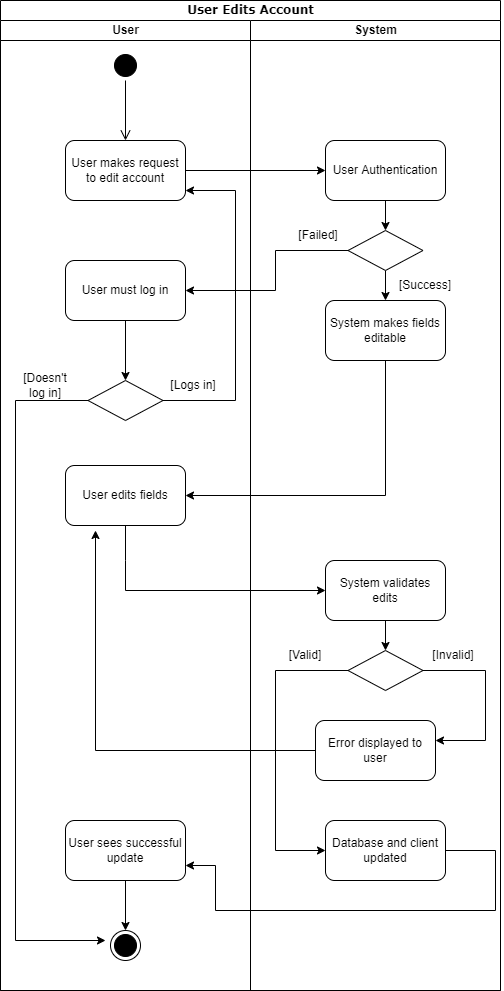 User Edits Account
User
System
User makes request
to edit account
User Authentication
[Failed]
[Success]
User must log in
System makes fields
editable
[Doesn't
log in]
[Logs in]
User edits fields
System validates
edits
[Valid]
[Invalid]
Error displayed to
user
User sees successful
update
Database and client
updated